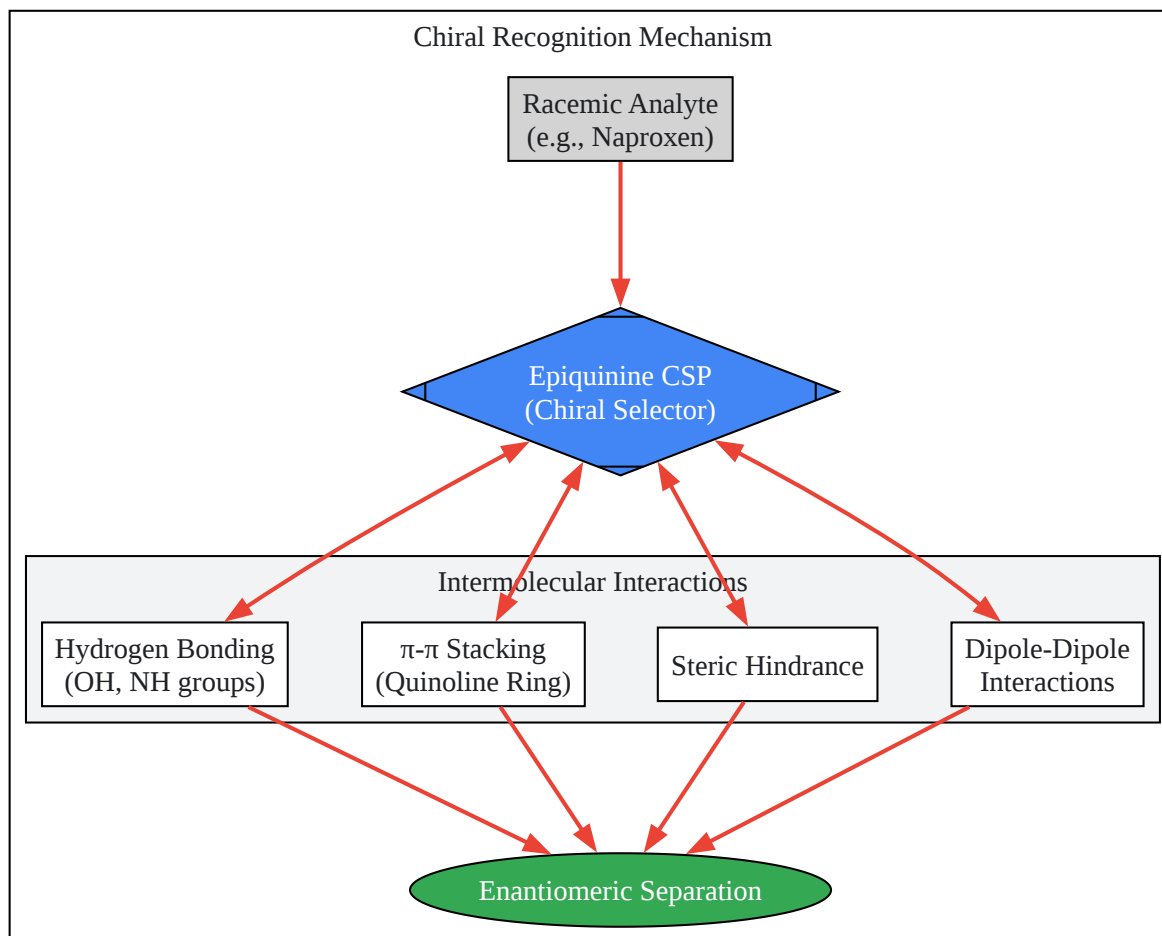 Chiral Recognition Mechanism
Racemic Analyte
(e.g., Naproxen)
Epiquinine CSP
(Chiral Selector)
Intermolecular Interactions
Hydrogen Bonding
(OH, NH groups)
π-π Stacking
(Quinoline Ring)
Steric Hindrance
Dipole-Dipole
Interactions
Enantiomeric Separation